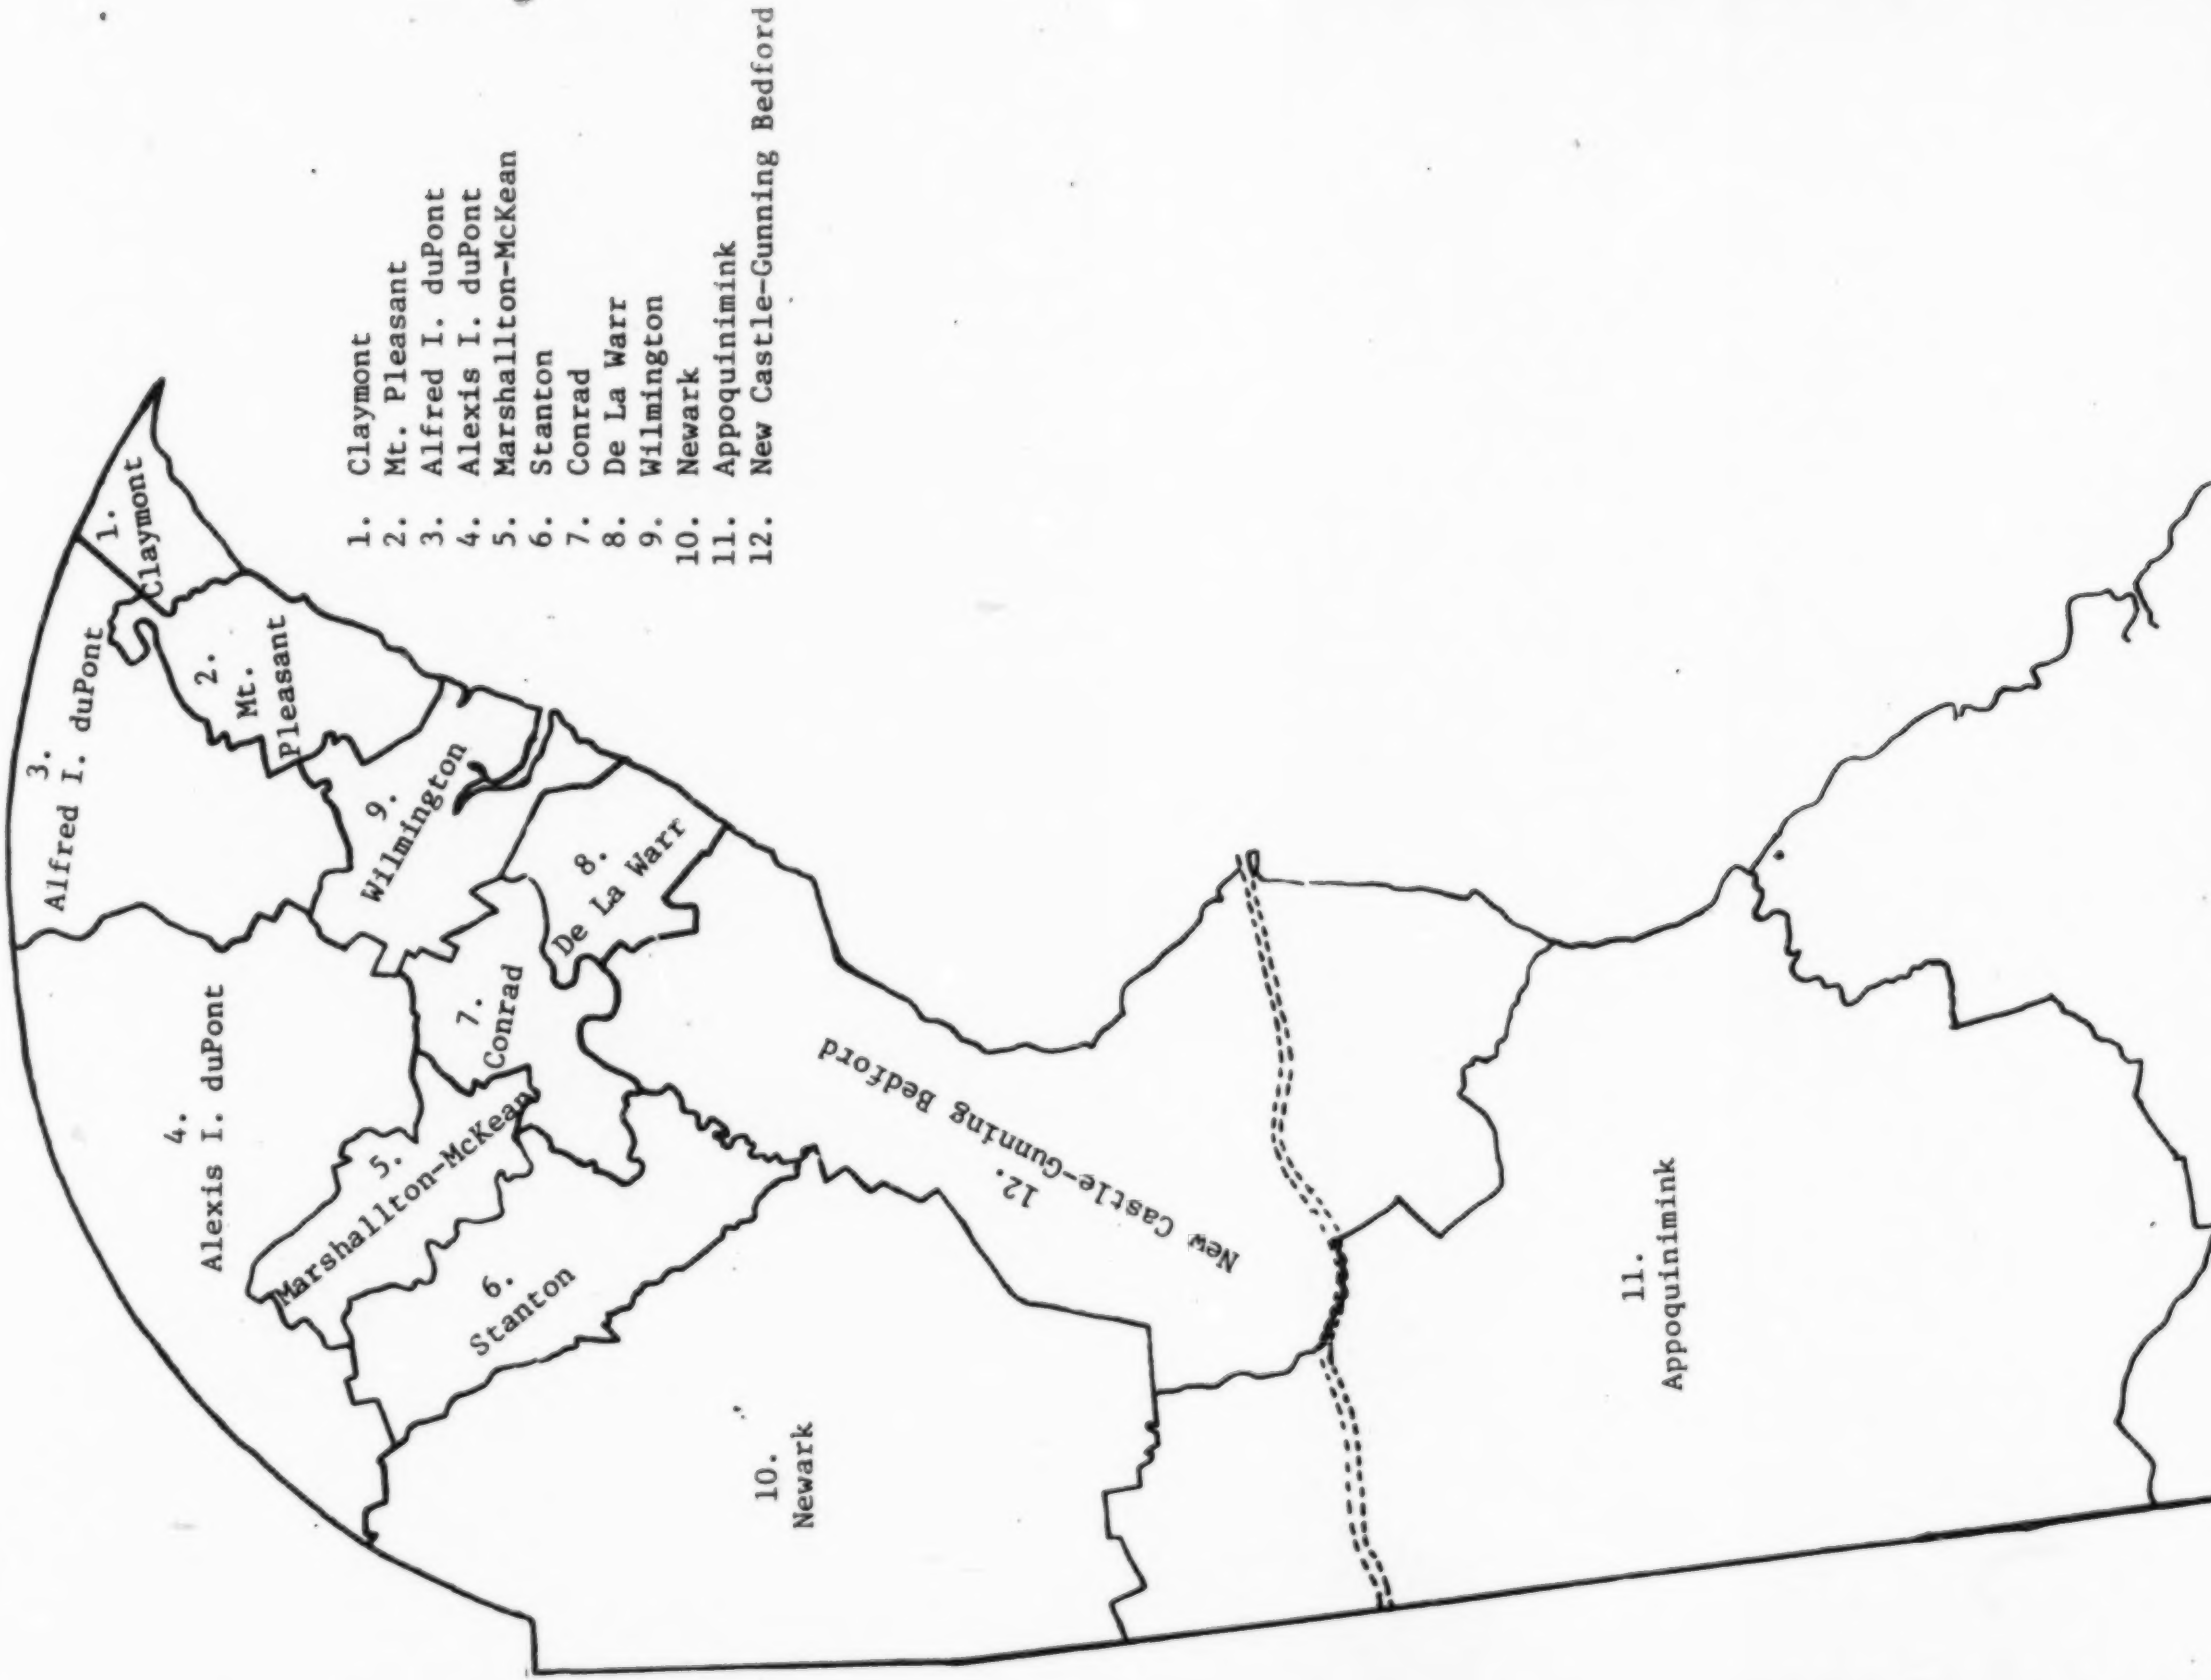 1.
Claymont
2.
Mt.
Pleasant
3.
Alfred I. duPont
4.
Alexis I. duPont
5.
Marshallton-McKean
6.
Stanton
7.
Conrad
8.
De La Warr
9.
Wilmington
10.
Newark
11.
Appoquinimink
12.
New Castle-Gunning Bedford
1. Claymont
2. Mt. Pleasant
3. Alfred I. duPont
4. Alexis I. duPont
5. Marshallton-McKean
6. Stanton
7. Conrad
8. De La Warr
9. Wilmington
10. Newark
11. Appoquinimink
12. New Castle-Gunning Bedford